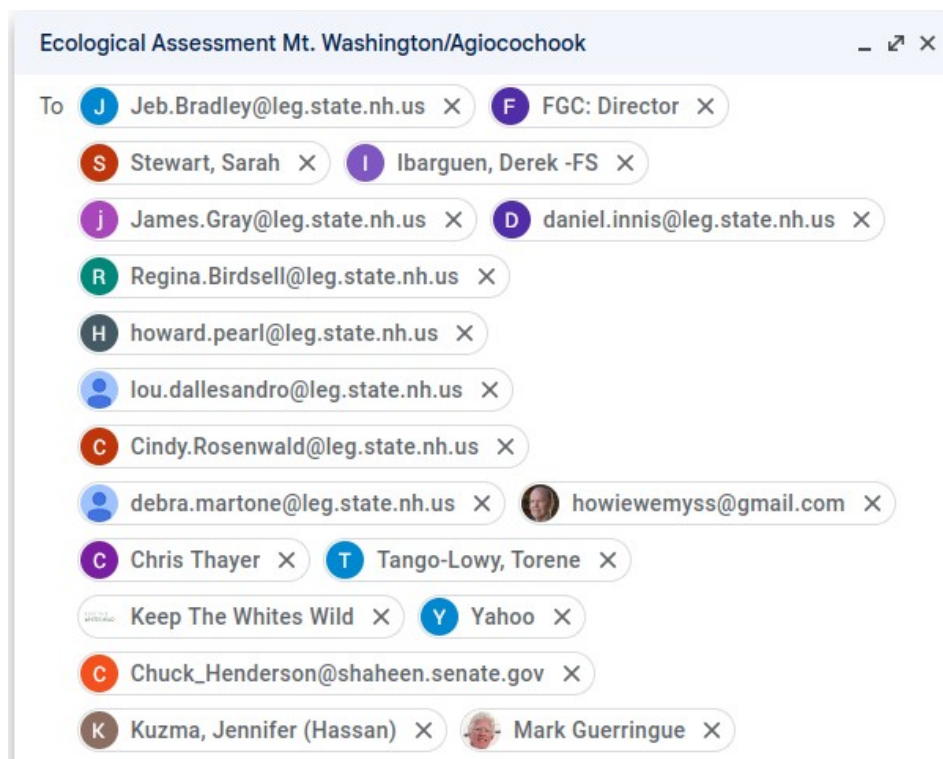 Ecological Assessment Mt. Washington/Agiocochook
To J Jeb.Bradley@leg.state.nh.us F FGC: Director
S Stewart, Sarah I Ibarguen, Derek -FS
j James.Gray@leg.state.nh.us D daniel.innis@leg.state.nh.us
R Regina.Birdsell@leg.state.nh.us
H howard.pearl@leg.state.nh.us
lou.dallesandro@leg.state.nh.us
C Cindy.Rosenwald@leg.state.nh.us
debra.martone@leg.state.nh.us howiewemyss@gmail.com
C Chris Thayer T Tango-Lowy, Torene
Keep The Whites Wild Y Yahoo
C Chuck_Henderson@shaheen.senate.gov
K Kuzma, Jennifer (Hassan) Mark Guerringue